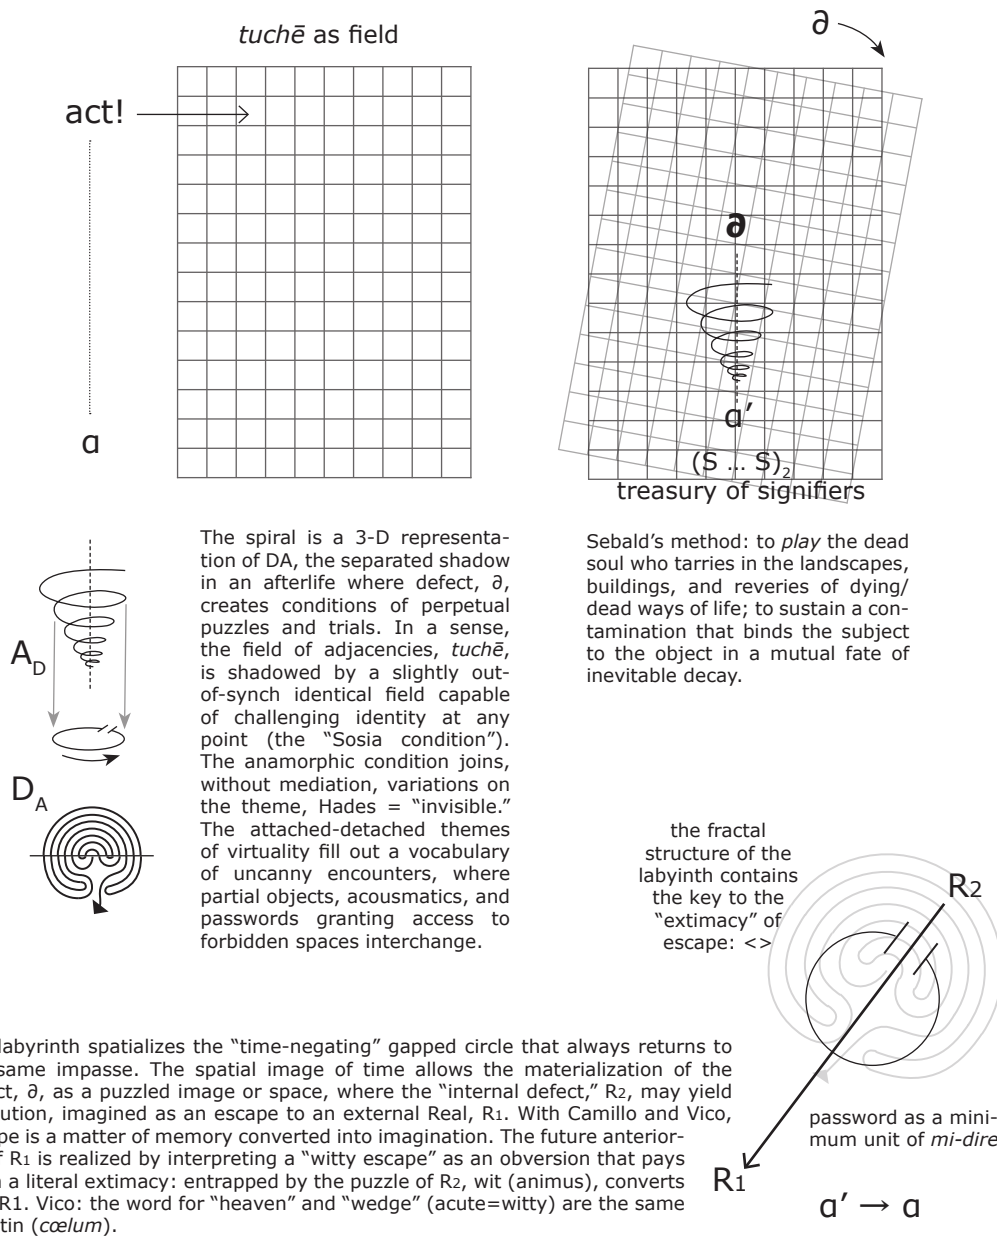 tuchē as field
∂
act!
∂
a
a’
(S … S)2
treasury of signifiers
The spiral is a 3-D representa-
tion of DA, the separated shadow
in an afterlife where defect, ∂,
creates conditions of perpetual
puzzles and trials. In a sense,
the field of adjacencies, tuchē,
is shadowed by a slightly out-
of-synch identical field capable
of challenging identity at any
point (the “Sosia condition”).
The anamorphic condition joins,
without mediation, variations on
the theme, Hades = “invisible.”
The attached-detached themes
of virtuality fill out a vocabulary
of uncanny encounters, where
partial objects, acousmatics, and
passwords granting access to
forbidden spaces interchange.
AD
DA
Sebald’s method: to play the dead
soul who tarries in the landscapes,
buildings, and reveries of dying/
dead ways of life; to sustain a con-
tamination that binds the subject
to the object in a mutual fate of
inevitable decay.
the fractal
structure of the
labyinth contains
the key to the
“extimacy” of
escape: <>
R2
labyrinth spatializes the “time-negating” gapped circle that always returns to
same impasse. The spatial image of time allows the materialization of the
ct, ∂, as a puzzled image or space, where the “internal defect,” R2, may yield
ution, imagined as an escape to an external Real, R1. With Camillo and Vico,
pe is a matter of memory converted into imagination. The future anterior-
f R1 is realized by interpreting a “witty escape” as an obversion that pays
a literal extimacy: entrapped by the puzzle of R2, wit (animus), converts
R1. Vico: the word for “heaven” and “wedge” (acute=witty) are the same
tin (cœlum).
password as a mini-
mum unit of mi-dire
R1
a’ → a